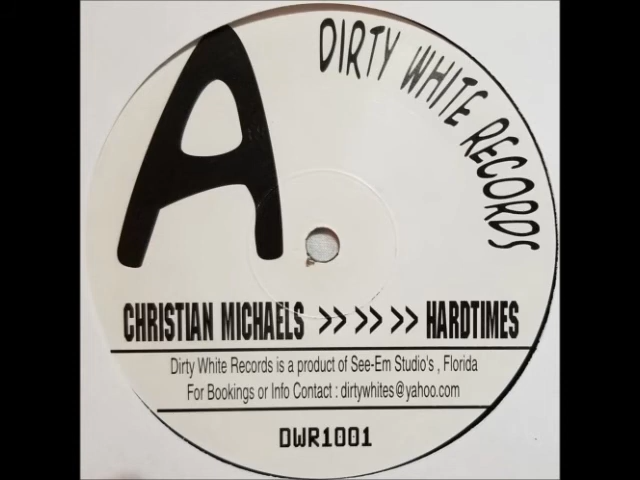 A
DIRTY WHITE RECORDS
CHRISTIAN MICHAELS >> >> >> HARDTIMES
Dirty White Records is a product of See-Em Studio's , Florida
For Bookings or Info Contact : dirtywhites@yahoo.com
DWR1001